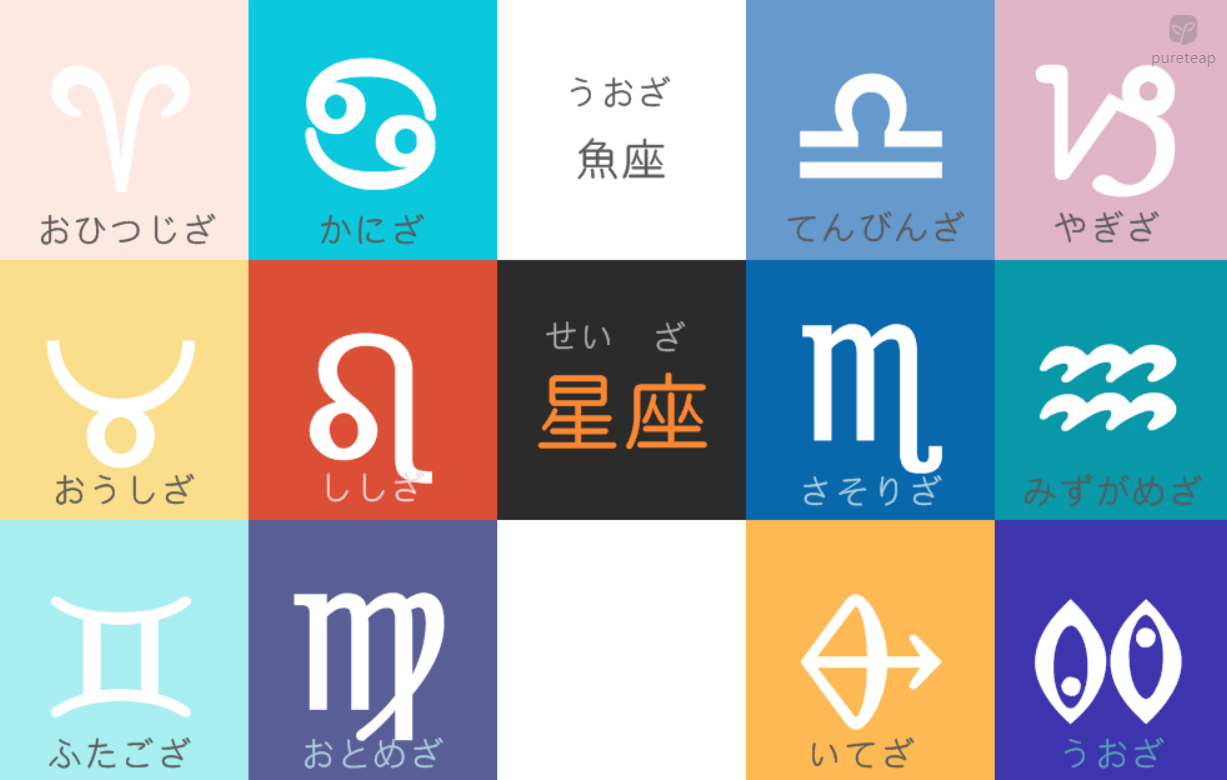 pureteap
うおざ
魚座
おひつじざ
かにざ
てんびんざ
やぎざ
せい ざ
星座
おうしざ
ししざ
さそりざ
みずがめざ
ふたござ
おとめざ
いてざ
うおざ